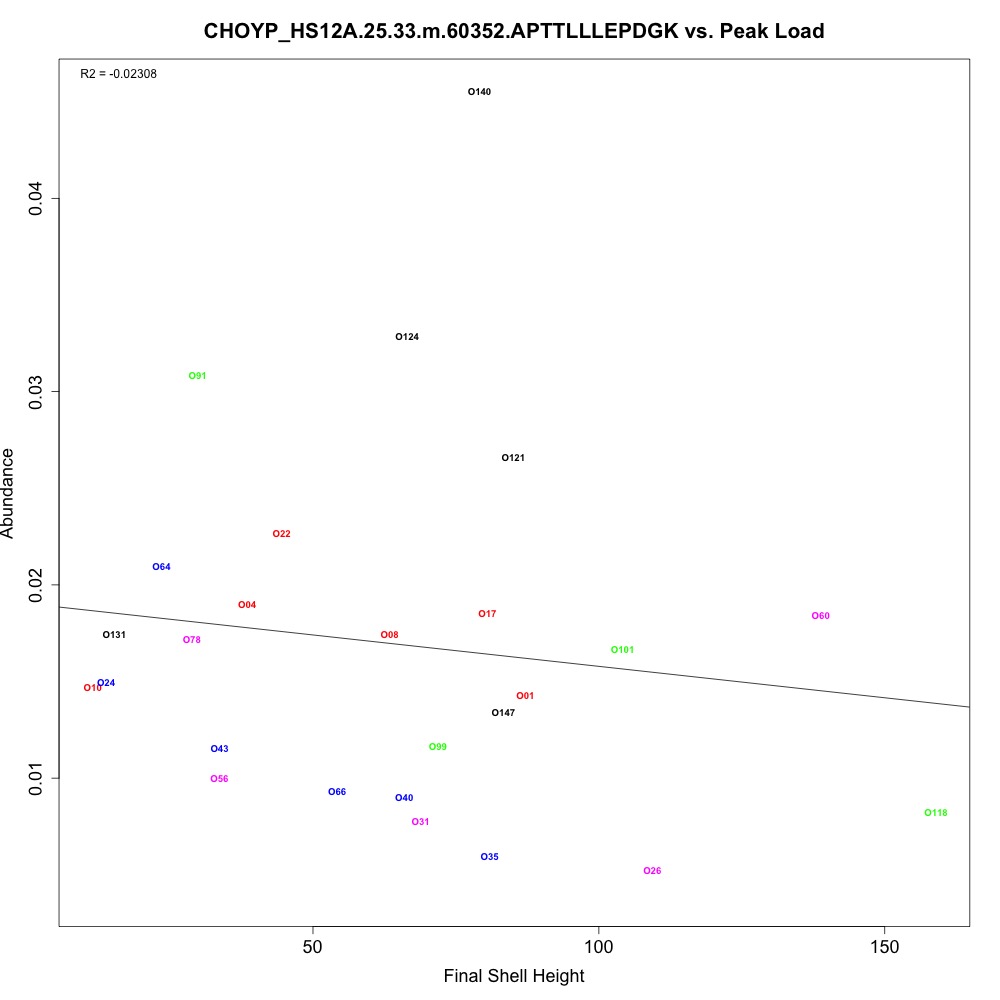 CHOYP_HS12A.25.33.m.60352.APTTLLLEPDGK vs. Peak Load
R2 = -0.02308
O140
0.04
O124
O91
0.03
O121
Abundance
O22
O64
0.02
O04
O17
O60
O131
O08
O78
O101
O24
O10
O01
O147
O99
O43
0.01
O56
O66
O40
O118
O31
O35
O26
50
100
150
Final Shell Height